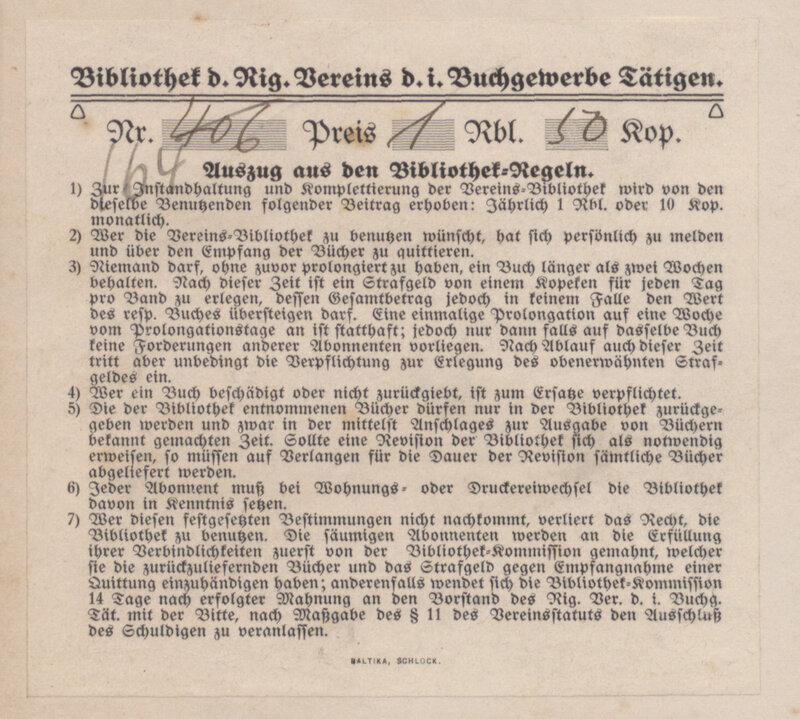 Bibliothek d. Rig. Vereins d. i. Buchgewerbe Tätigen.
Nr. 406 Preis 1 Rbl. 50 Kop.
164
Auszug aus den Bibliothek-Regeln.
1) Zur Instandhaltung und Komplettierung der Vereins-Bibliothek wird von den
dieselbe Benutzenden folgender Beitrag erhoben: Jährlich 1 Rbl. oder 10 Kop.
monatlich.
2) Wer die Vereins-Bibliothek zu benutzen wünscht, hat sich persönlich zu melden
und über den Empfang der Bücher zu quittieren.
3) Niemand darf, ohne zuvor prolongiert zu haben, ein Buch länger als zwei Wochen
behalten. Nach dieser Zeit ist ein Strafgeld von einem Kopeken für jeden Tag
pro Band zu erlegen, dessen Gesamtbetrag jedoch in keinem Falle den Wert
des resp. Buches übersteigen darf. Eine einmalige Prolongation auf eine Woche
vom Prolongationstage an ist statthaft; jedoch nur dann falls auf dasselbe Buch
keine Forderungen anderer Abonnenten vorliegen. Nach Ablauf auch dieser Zeit
tritt aber unbedingt die Verpflichtung zur Erlegung des obenerwähnten Straf-
geldes ein.
4) Wer ein Buch beschädigt oder nicht zurückgiebt, ist zum Ersatze verpflichtet.
5) Die der Bibliothek entnommenen Bücher dürfen nur in der Bibliothek zurückge-
geben werden und zwar in der mittelst Anschlages zur Ausgabe von Büchern
bekannt gemachten Zeit. Sollte eine Revision der Bibliothek sich als notwendig
erweisen, so müssen auf Verlangen für die Dauer der Revision sämtliche Bücher
abgeliefert werden.
6) Jeder Abonnent muß bei Wohnungs- oder Druckereiwechsel die Bibliothek
davon in Kenntnis setzen.
7) Wer diesen festgesetzten Bestimmungen nicht nachkommt, verliert das Recht, die
Bibliothek zu benutzen. Die säumigen Abonnenten werden an die Erfüllung
ihrer Verbindlichkeiten zuerst von der Bibliothek-Kommission gemahnt, welcher
sie die zurückzuliefernden Bücher und das Strafgeld gegen Empfangnahme einer
Quittung einzuhändigen haben; anderenfalls wendet sich die Bibliothek-Kommission
14 Tage nach erfolgter Mahnung an den Vorstand des Rig. Ver. d. i. Buchg.
Tät. mit der Bitte, nach Maßgabe des § 11 des Vereinsstatuts den Ausschluß
des Schuldigen zu veranlassen.
BALTIKA, SCHLOCK.